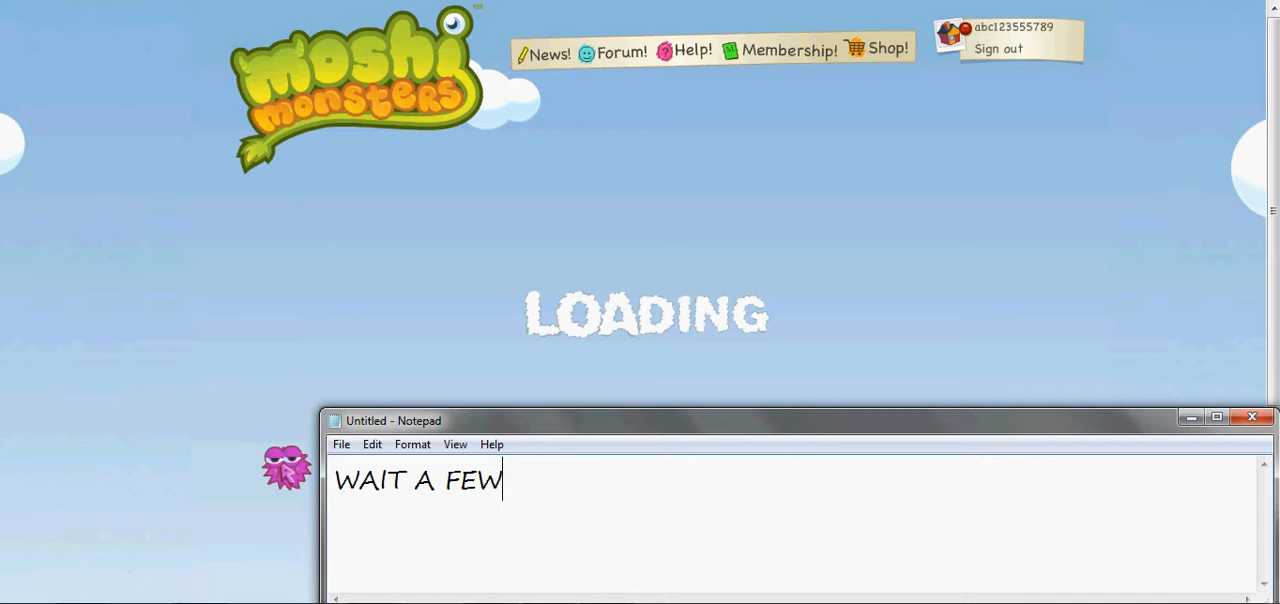 moshi
monsters
™
News! Forum! Help! Membership! Shop!
abc123555789
Sign out
LOADING
Untitled - Notepad
File Edit Format View Help
WAIT A FEW